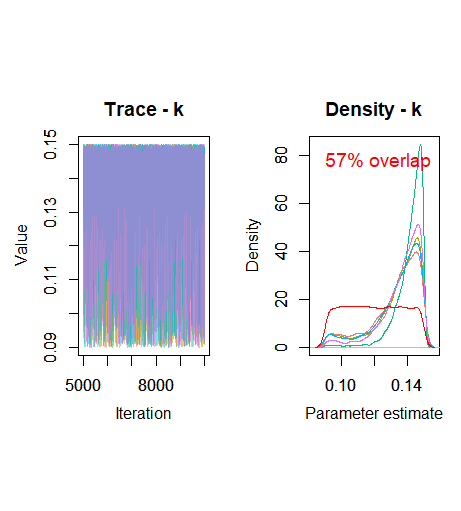 Trace - k
Value
0.09
0.11
0.13
0.15
5000
8000
Iteration
Density - k
57% overlap
Density
0
20
40
60
80
0.10
0.14
Parameter estimate